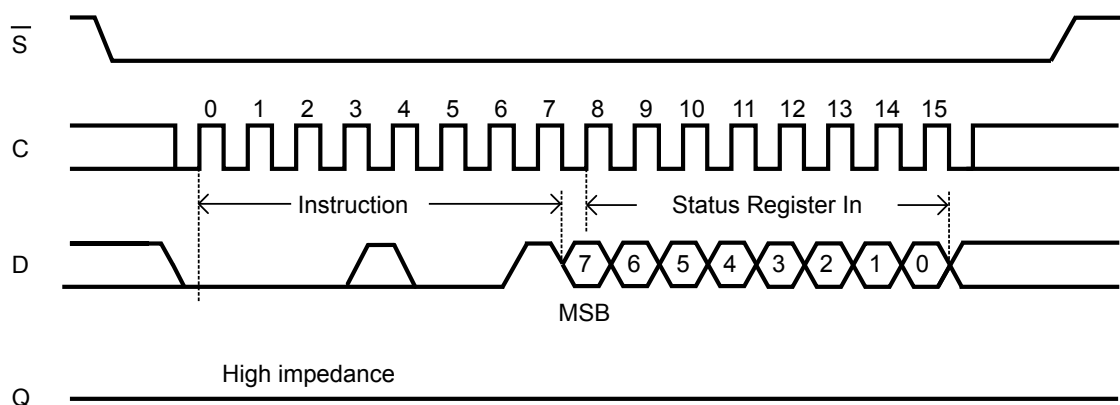 S̅
0 1 2 3 4 5 6 7 8 9 10 11 12 13 14 15
C
Instruction Status Register In
D 7 6 5 4 3 2 1 0
MSB
High impedance
Q